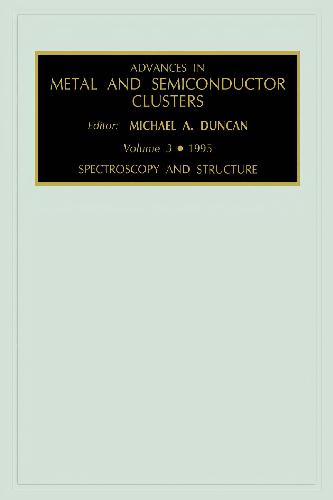 ADVANCES IN
METAL AND SEMICONDUCTOR
CLUSTERS
Editor: MICHAEL A. DUNCAN
Volume 3 • 1995
SPECTROSCOPY AND STRUCTURE